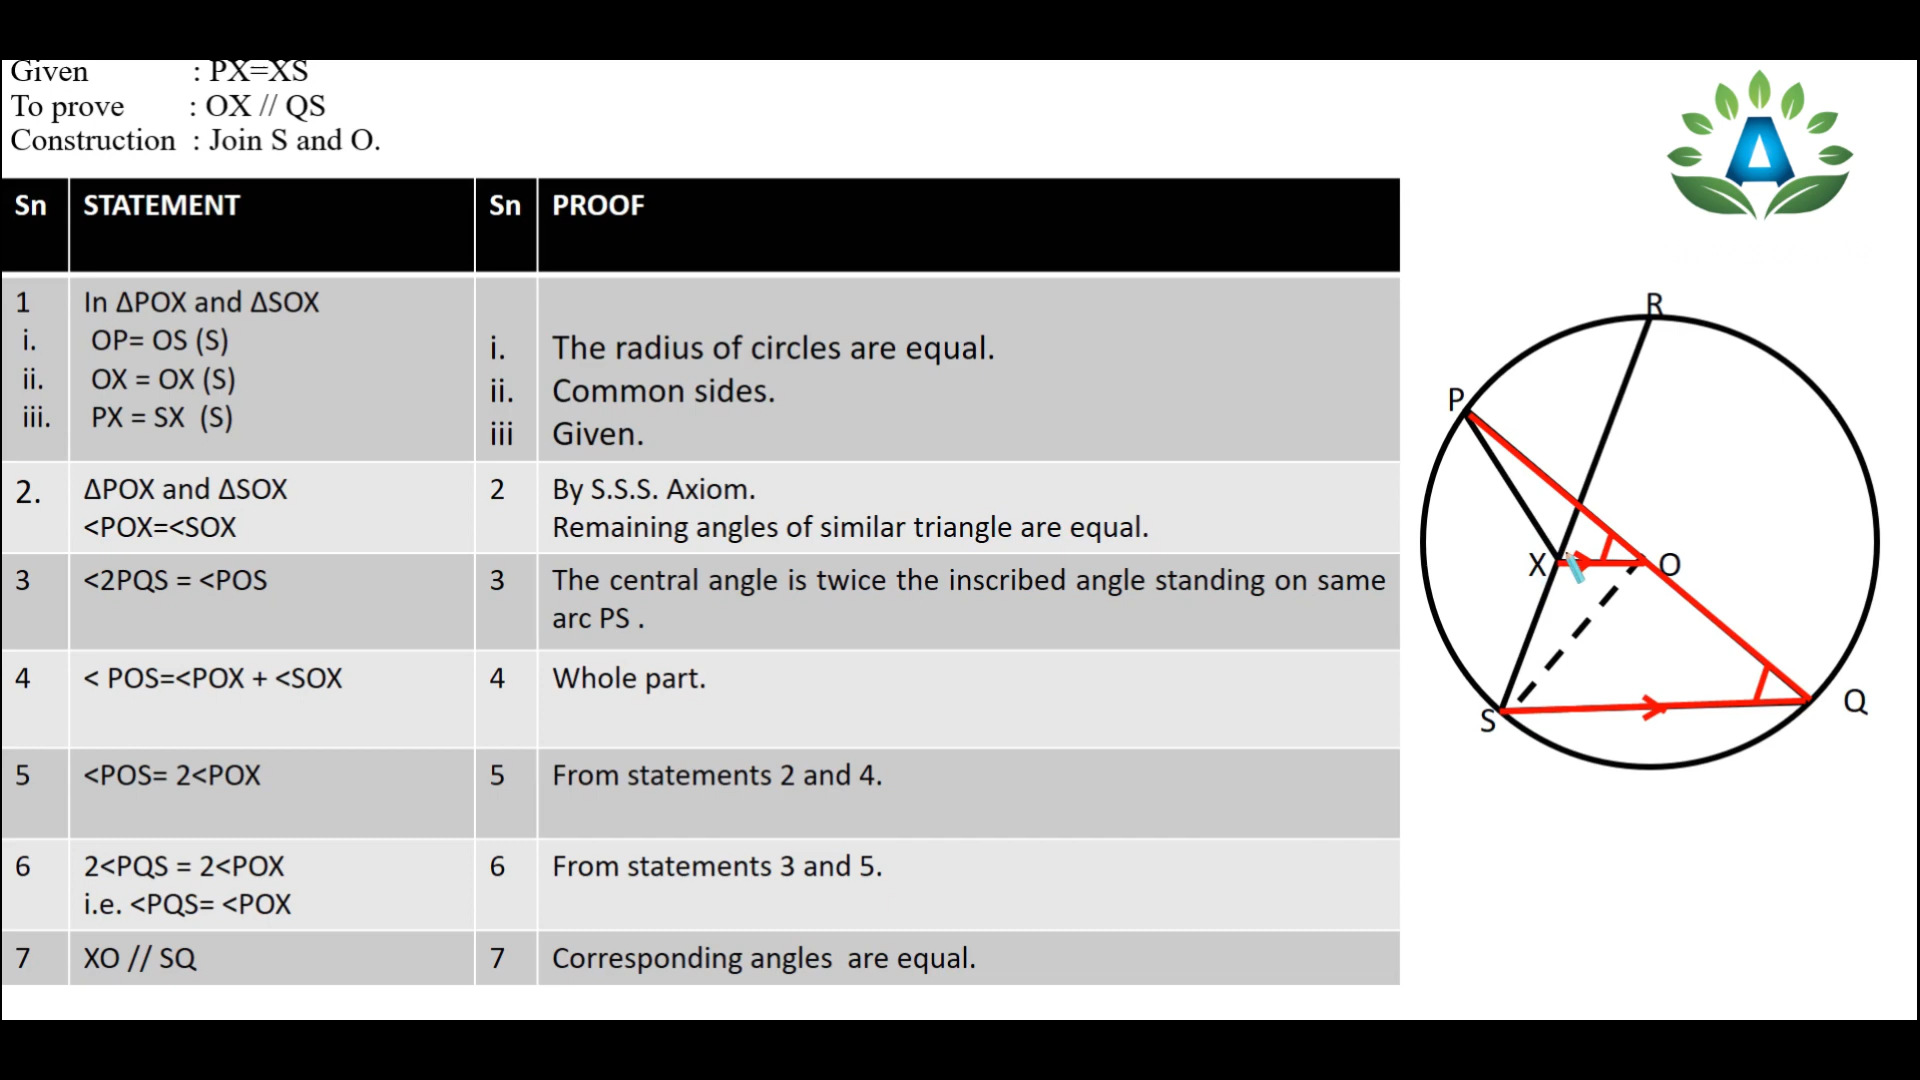 Given : PX=XS
To prove : OX // QS
Construction : Join S and O.
Sn STATEMENT Sn PROOF
1 In ΔPOX and ΔSOX
i. OP= OS (S) i. The radius of circles are equal.
ii. OX = OX (S) ii. Common sides.
iii. PX = SX (S) iii Given.
2. ΔPOX and ΔSOX 2 By S.S.S. Axiom.
<POX=<SOX Remaining angles of similar triangle are equal.
3 <2PQS = <POS 3 The central angle is twice the inscribed angle standing on same
arc PS .
4 < POS=<POX + <SOX 4 Whole part.
5 <POS= 2<POX 5 From statements 2 and 4.
6 2<PQS = 2<POX 6 From statements 3 and 5.
i.e. <PQS= <POX
7 XO // SQ 7 Corresponding angles are equal.
A
R
P
X O
S Q